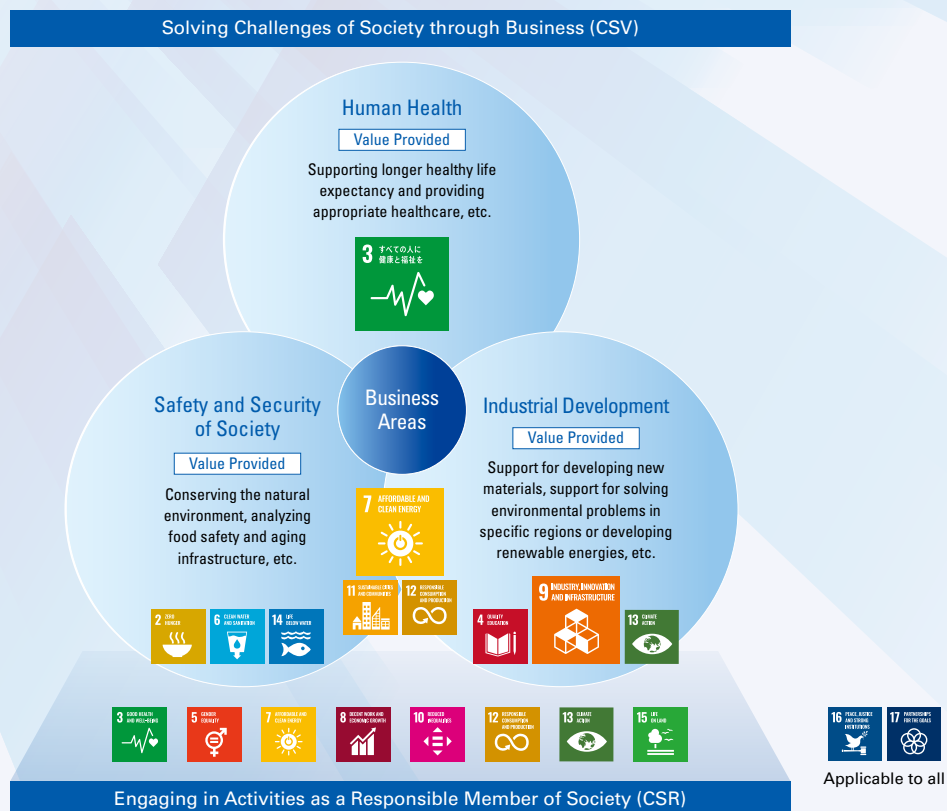 Solving Challenges of Society through Business (CSV)
Human Health
Value Provided
Supporting longer healthy life
expectancy and providing
appropriate healthcare, etc.
3 すべての人に
健康と福祉を
Business
Areas
Safety and Security
of Society
Value Provided
Conserving the natural
environment, analyzing
food safety and aging
infrastructure, etc.
Industrial Development
Value Provided
Support for developing new
materials, support for solving
environmental problems in
specific regions or developing
renewable energies, etc.
7 AFFORDABLE AND
CLEAN ENERGY
11 SUSTAINABLE CITIES
AND COMMUNITIES
12 RESPONSIBLE
CONSUMPTION
AND PRODUCTION
2 ZERO
HUNGER
6 CLEAN WATER
AND SANITATION
14 LIFE
BELOW WATER
4 QUALITY
EDUCATION
9 INDUSTRY, INNOVATION
AND INFRASTRUCTURE
13 CLIMATE
ACTION
3 GOOD HEALTH
AND WELL-BEING
5 GENDER
EQUALITY
7 AFFORDABLE AND
CLEAN ENERGY
8 DECENT WORK AND
ECONOMIC GROWTH
10 REDUCED
INEQUALITIES
12 RESPONSIBLE
CONSUMPTION
AND PRODUCTION
13 CLIMATE
ACTION
15 LIFE
ON LAND
16 PEACE, JUSTICE
AND STRONG
INSTITUTIONS
17 PARTNERSHIPS
FOR THE GOALS
Applicable to all
Engaging in Activities as a Responsible Member of Society (CSR)